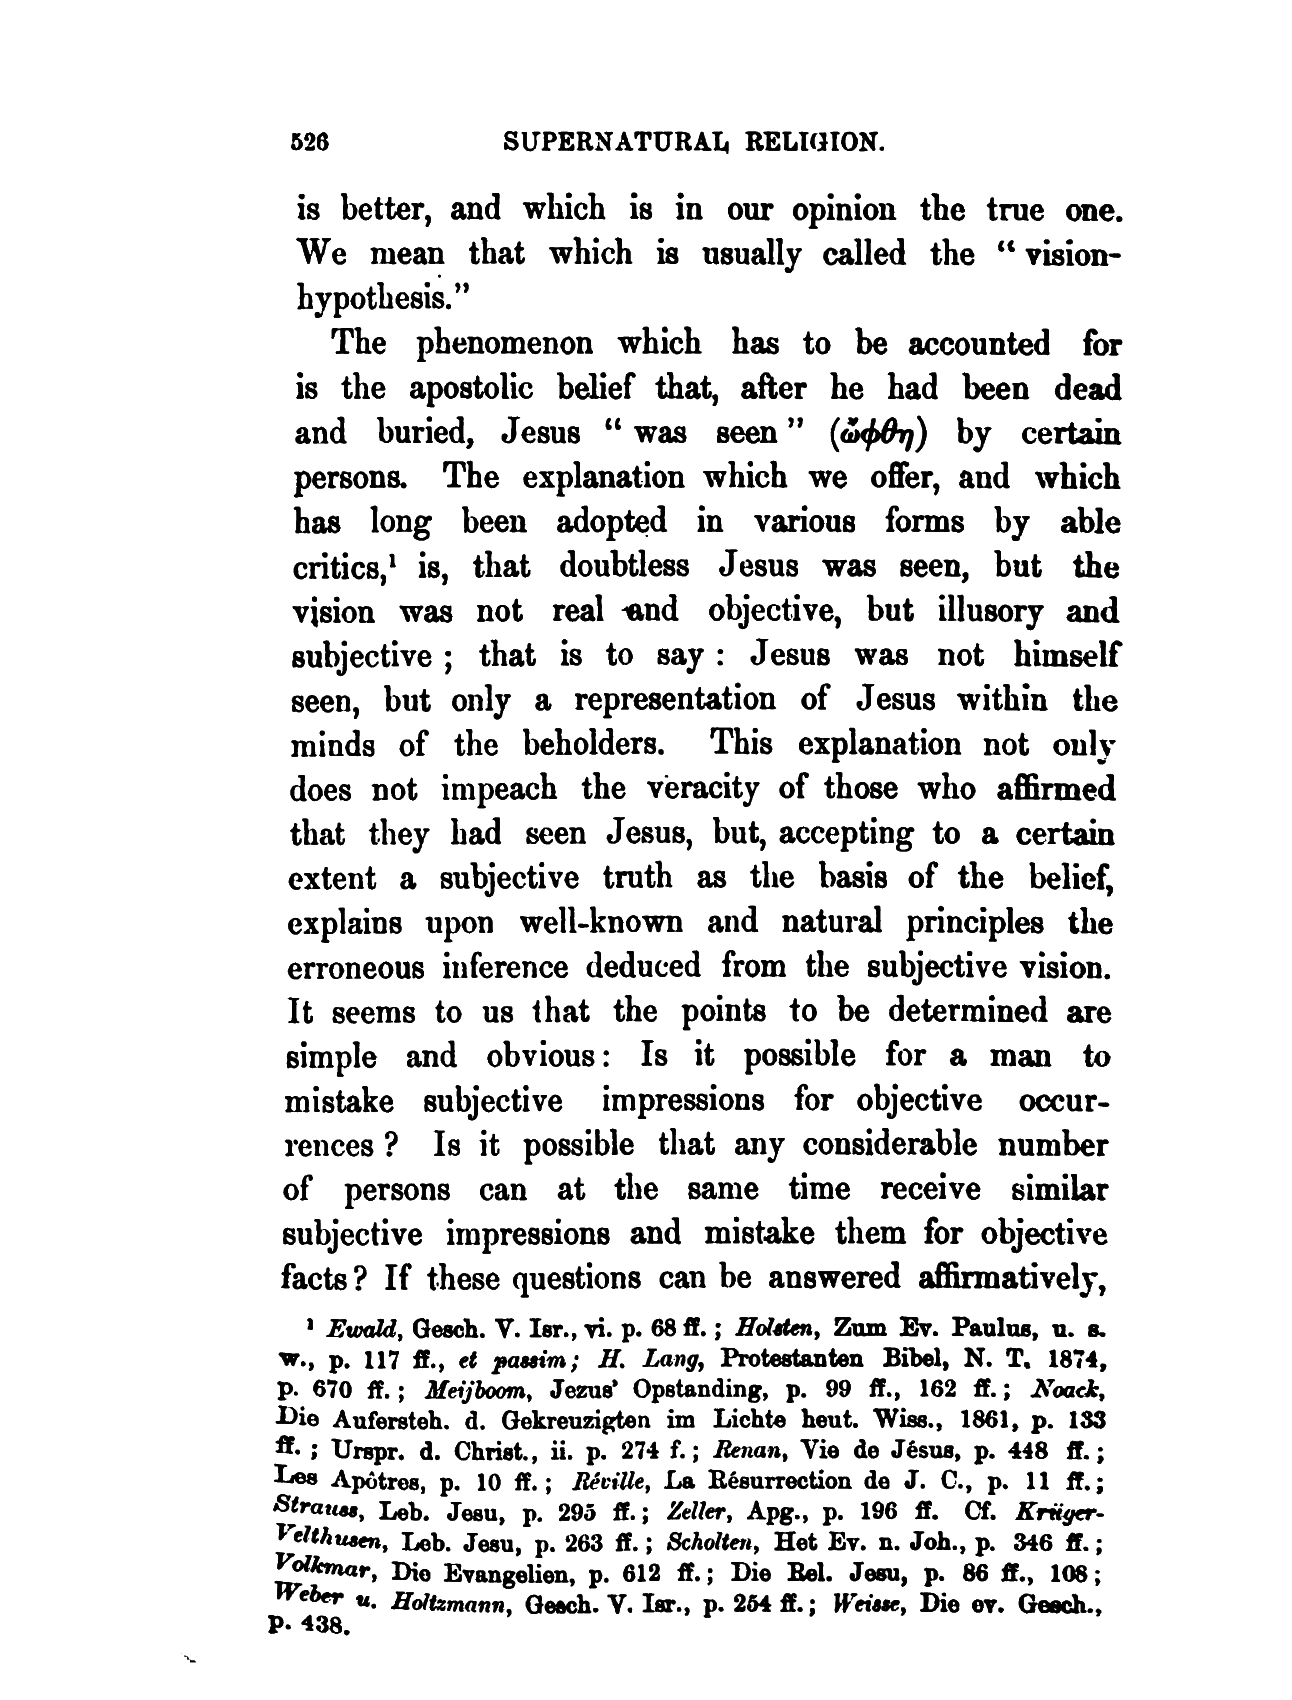 526 SUPERNATURAL RELIGION.
is better, and which is in our opinion the true one.
We mean that which is usually called the “ vision-
hypothesis.”
The phenomenon which has to be accounted for
is the apostolic belief that, after he had been dead
and buried, Jesus “ was seen ” (ὤφθη) by certain
persons. The explanation which we offer, and which
has long been adopted in various forms by able
critics,¹ is, that doubtless Jesus was seen, but the
vision was not real and objective, but illusory and
subjective ; that is to say : Jesus was not himself
seen, but only a representation of Jesus within the
minds of the beholders. This explanation not only
does not impeach the veracity of those who affirmed
that they had seen Jesus, but, accepting to a certain
extent a subjective truth as the basis of the belief,
explains upon well-known and natural principles the
erroneous inference deduced from the subjective vision.
It seems to us that the points to be determined are
simple and obvious : Is it possible for a man to
mistake subjective impressions for objective occur-
rences ? Is it possible that any considerable number
of persons can at the same time receive similar
subjective impressions and mistake them for objective
facts ? If these questions can be answered affirmatively,
¹ Ewald, Gesch. V. Isr., vi. p. 68 ff. ; Holsten, Zum Ev. Paulus, u. s.
w., p. 117 ff., et passim ; H. Lang, Protestanten Bibel, N. T. 1874,
p. 670 ff. ; Meijboom, Jezus’ Opstanding, p. 99 ff., 162 ff. ; Noack,
Die Aufersteh. d. Gekreuzigten im Lichte heut. Wiss., 1861, p. 133
ff. ; Urspr. d. Christ., ii. p. 274 f. ; Renan, Vie de Jésus, p. 448 ff. ;
Les Apôtres, p. 10 ff. ; Réville, La Résurrection de J. C., p. 11 ff. ;
Strauss, Leb. Jesu, p. 295 ff. ; Zeller, Apg., p. 196 ff. Cf. Krüger-
Velthusen, Leb. Jesu, p. 263 ff. ; Scholten, Het Ev. n. Joh., p. 346 ff. ;
Volkmar, Die Evangelien, p. 612 ff. ; Die Rel. Jesu, p. 86 ff., 108 ;
Weber u. Holtzmann, Gesch. V. Isr., p. 254 ff. ; Weisse, Die ev. Gesch.,
p. 438.